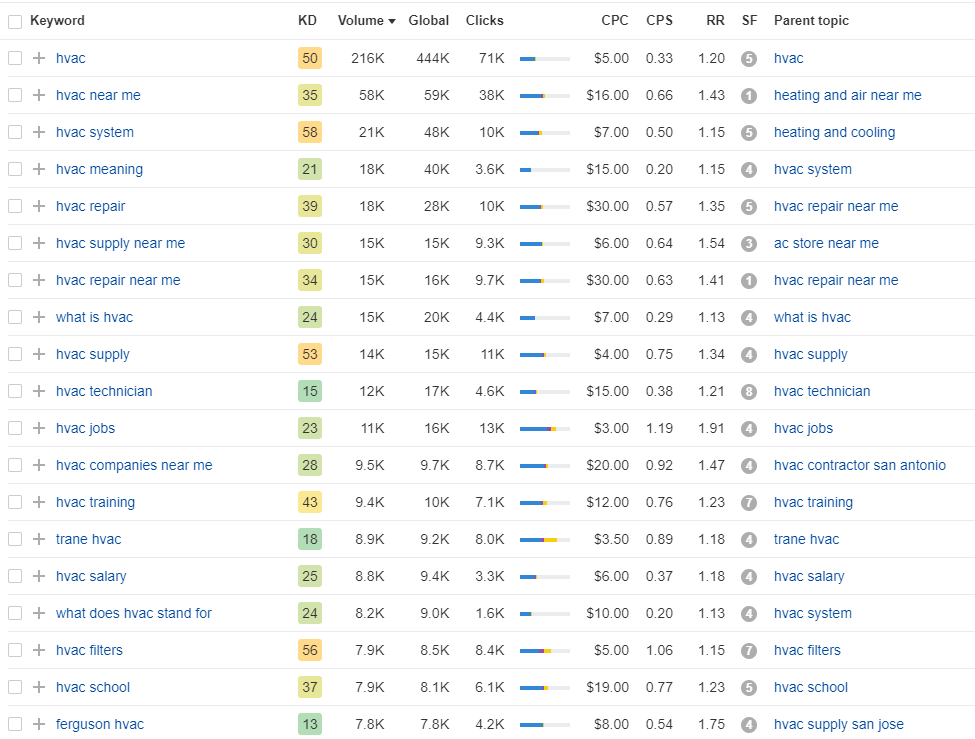 Keyword KD Volume Global Clicks CPC CPS RR SF Parent topic
hvac 50 216K 444K 71K $5.00 0.33 1.20 5 hvac
hvac near me 35 58K 59K 38K $16.00 0.66 1.43 1 heating and air near me
hvac system 58 21K 48K 10K $7.00 0.50 1.15 5 heating and cooling
hvac meaning 21 18K 40K 3.6K $15.00 0.20 1.15 4 hvac system
hvac repair 39 18K 28K 10K $30.00 0.57 1.35 5 hvac repair near me
hvac supply near me 30 15K 15K 9.3K $6.00 0.64 1.54 3 ac store near me
hvac repair near me 34 15K 16K 9.7K $30.00 0.63 1.41 1 hvac repair near me
what is hvac 24 15K 20K 4.4K $7.00 0.29 1.13 4 what is hvac
hvac supply 53 14K 15K 11K $4.00 0.75 1.34 4 hvac supply
hvac technician 15 12K 17K 4.6K $15.00 0.38 1.21 8 hvac technician
hvac jobs 23 11K 16K 13K $3.00 1.19 1.91 4 hvac jobs
hvac companies near me 28 9.5K 9.7K 8.7K $20.00 0.92 1.47 4 hvac contractor san antonio
hvac training 43 9.4K 10K 7.1K $12.00 0.76 1.23 7 hvac training
trane hvac 18 8.9K 9.2K 8.0K $3.50 0.89 1.18 4 trane hvac
hvac salary 25 8.8K 9.4K 3.3K $6.00 0.37 1.18 4 hvac salary
what does hvac stand for 24 8.2K 9.0K 1.6K $10.00 0.20 1.13 4 hvac system
hvac filters 56 7.9K 8.5K 8.4K $5.00 1.06 1.15 7 hvac filters
hvac school 37 7.9K 8.1K 6.1K $19.00 0.77 1.23 5 hvac school
ferguson hvac 13 7.8K 7.8K 4.2K $8.00 0.54 1.75 4 hvac supply san jose